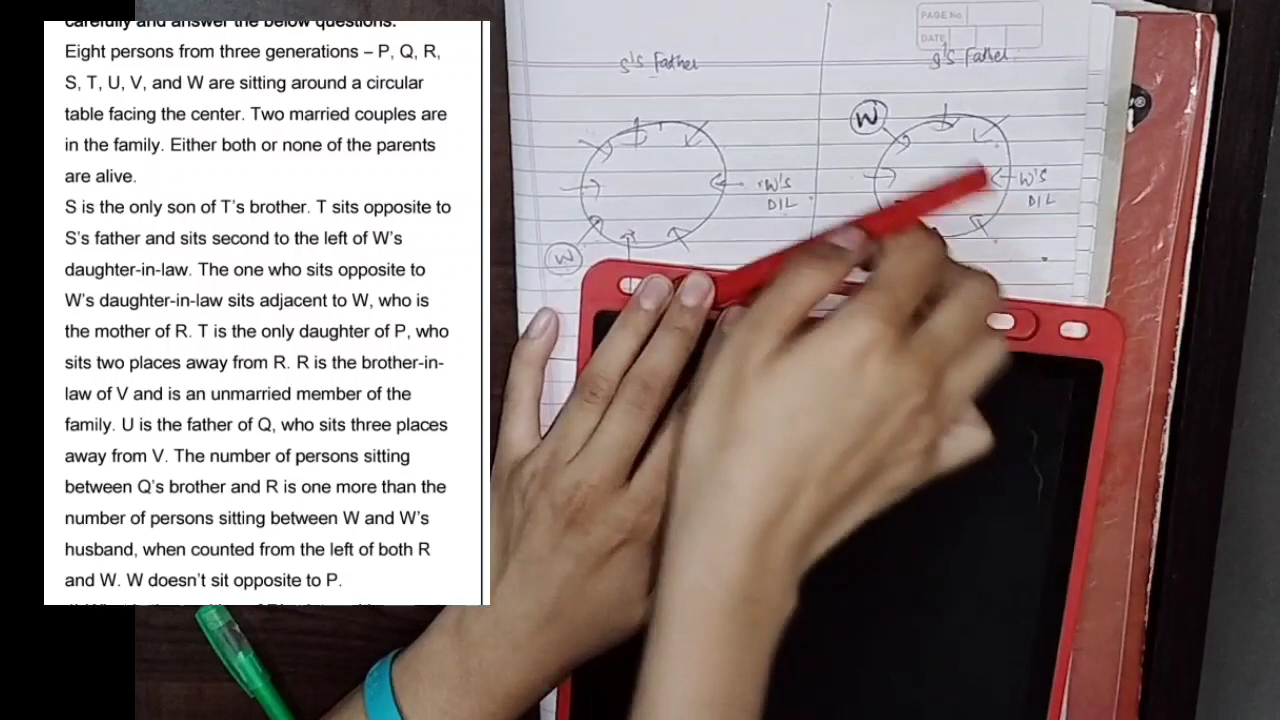 carefully and answer the below questions.
Eight persons from three generations – P, Q, R,
S, T, U, V, and W are sitting around a circular
table facing the center. Two married couples are
in the family. Either both or none of the parents
are alive.
S is the only son of T’s brother. T sits opposite to
S’s father and sits second to the left of W’s
daughter-in-law. The one who sits opposite to
W’s daughter-in-law sits adjacent to W, who is
the mother of R. T is the only daughter of P, who
sits two places away from R. R is the brother-in-
law of V and is an unmarried member of the
family. U is the father of Q, who sits three places
away from V. The number of persons sitting
between Q’s brother and R is one more than the
number of persons sitting between W and W’s
husband, when counted from the left of both R
and W. W doesn’t sit opposite to P.
PAGE No
DATE
S's Father
S's Father
W
W's
DIL
W's
DIL
W